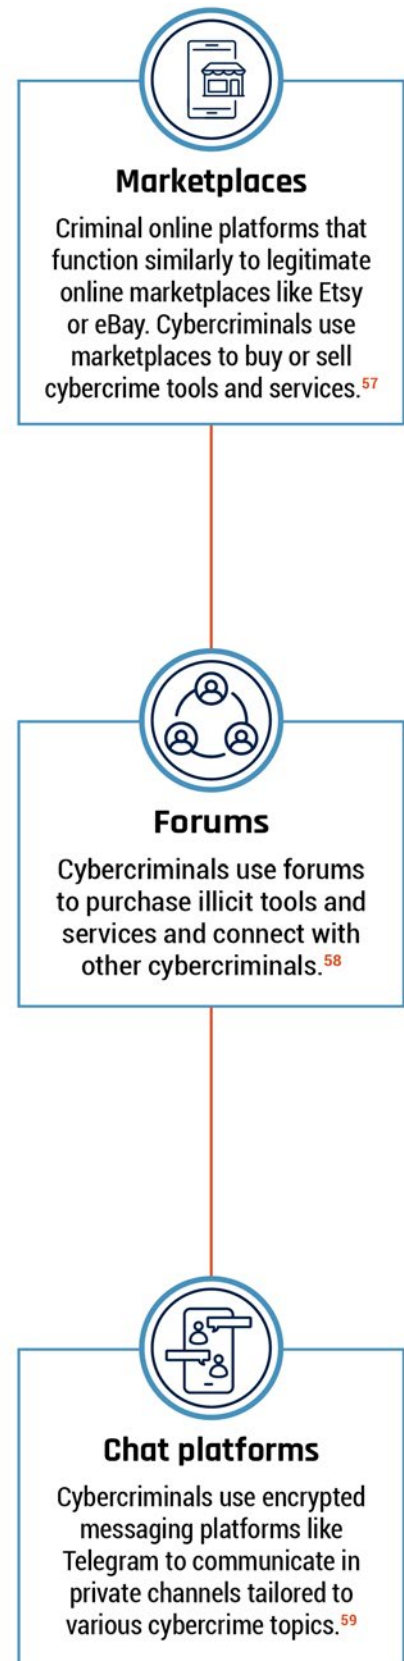 Marketplaces
Criminal online platforms that
function similarly to legitimate
online marketplaces like Etsy
or eBay. Cybercriminals use
marketplaces to buy or sell
cybercrime tools and services.57
Forums
Cybercriminals use forums
to purchase illicit tools and
services and connect with
other cybercriminals.58
Chat platforms
Cybercriminals use encrypted
messaging platforms like
Telegram to communicate in
private channels tailored to
various cybercrime topics.59